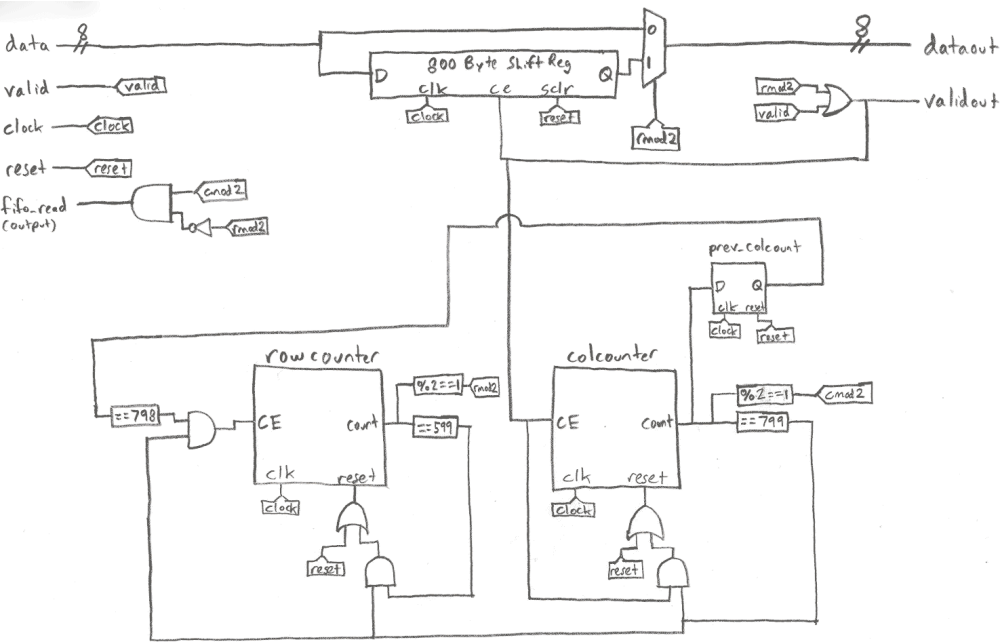 data
8
0
8
dataout
800 Byte Shift Reg
D
Q
1
clk
ce
sclr
valid
valid
clock
reset
rmod2
rmod2
valid
validout
clock
clock
reset
reset
fifo_read
(output)
cmod2
rmod2
prev_colcount
D
Q
clk
reset
clock
reset
rowcounter
colcounter
%2==1
rmod2
%2==1
cmod2
==798
CE
count
==599
CE
count
==799
clk
reset
clk
reset
clock
clock
reset
reset